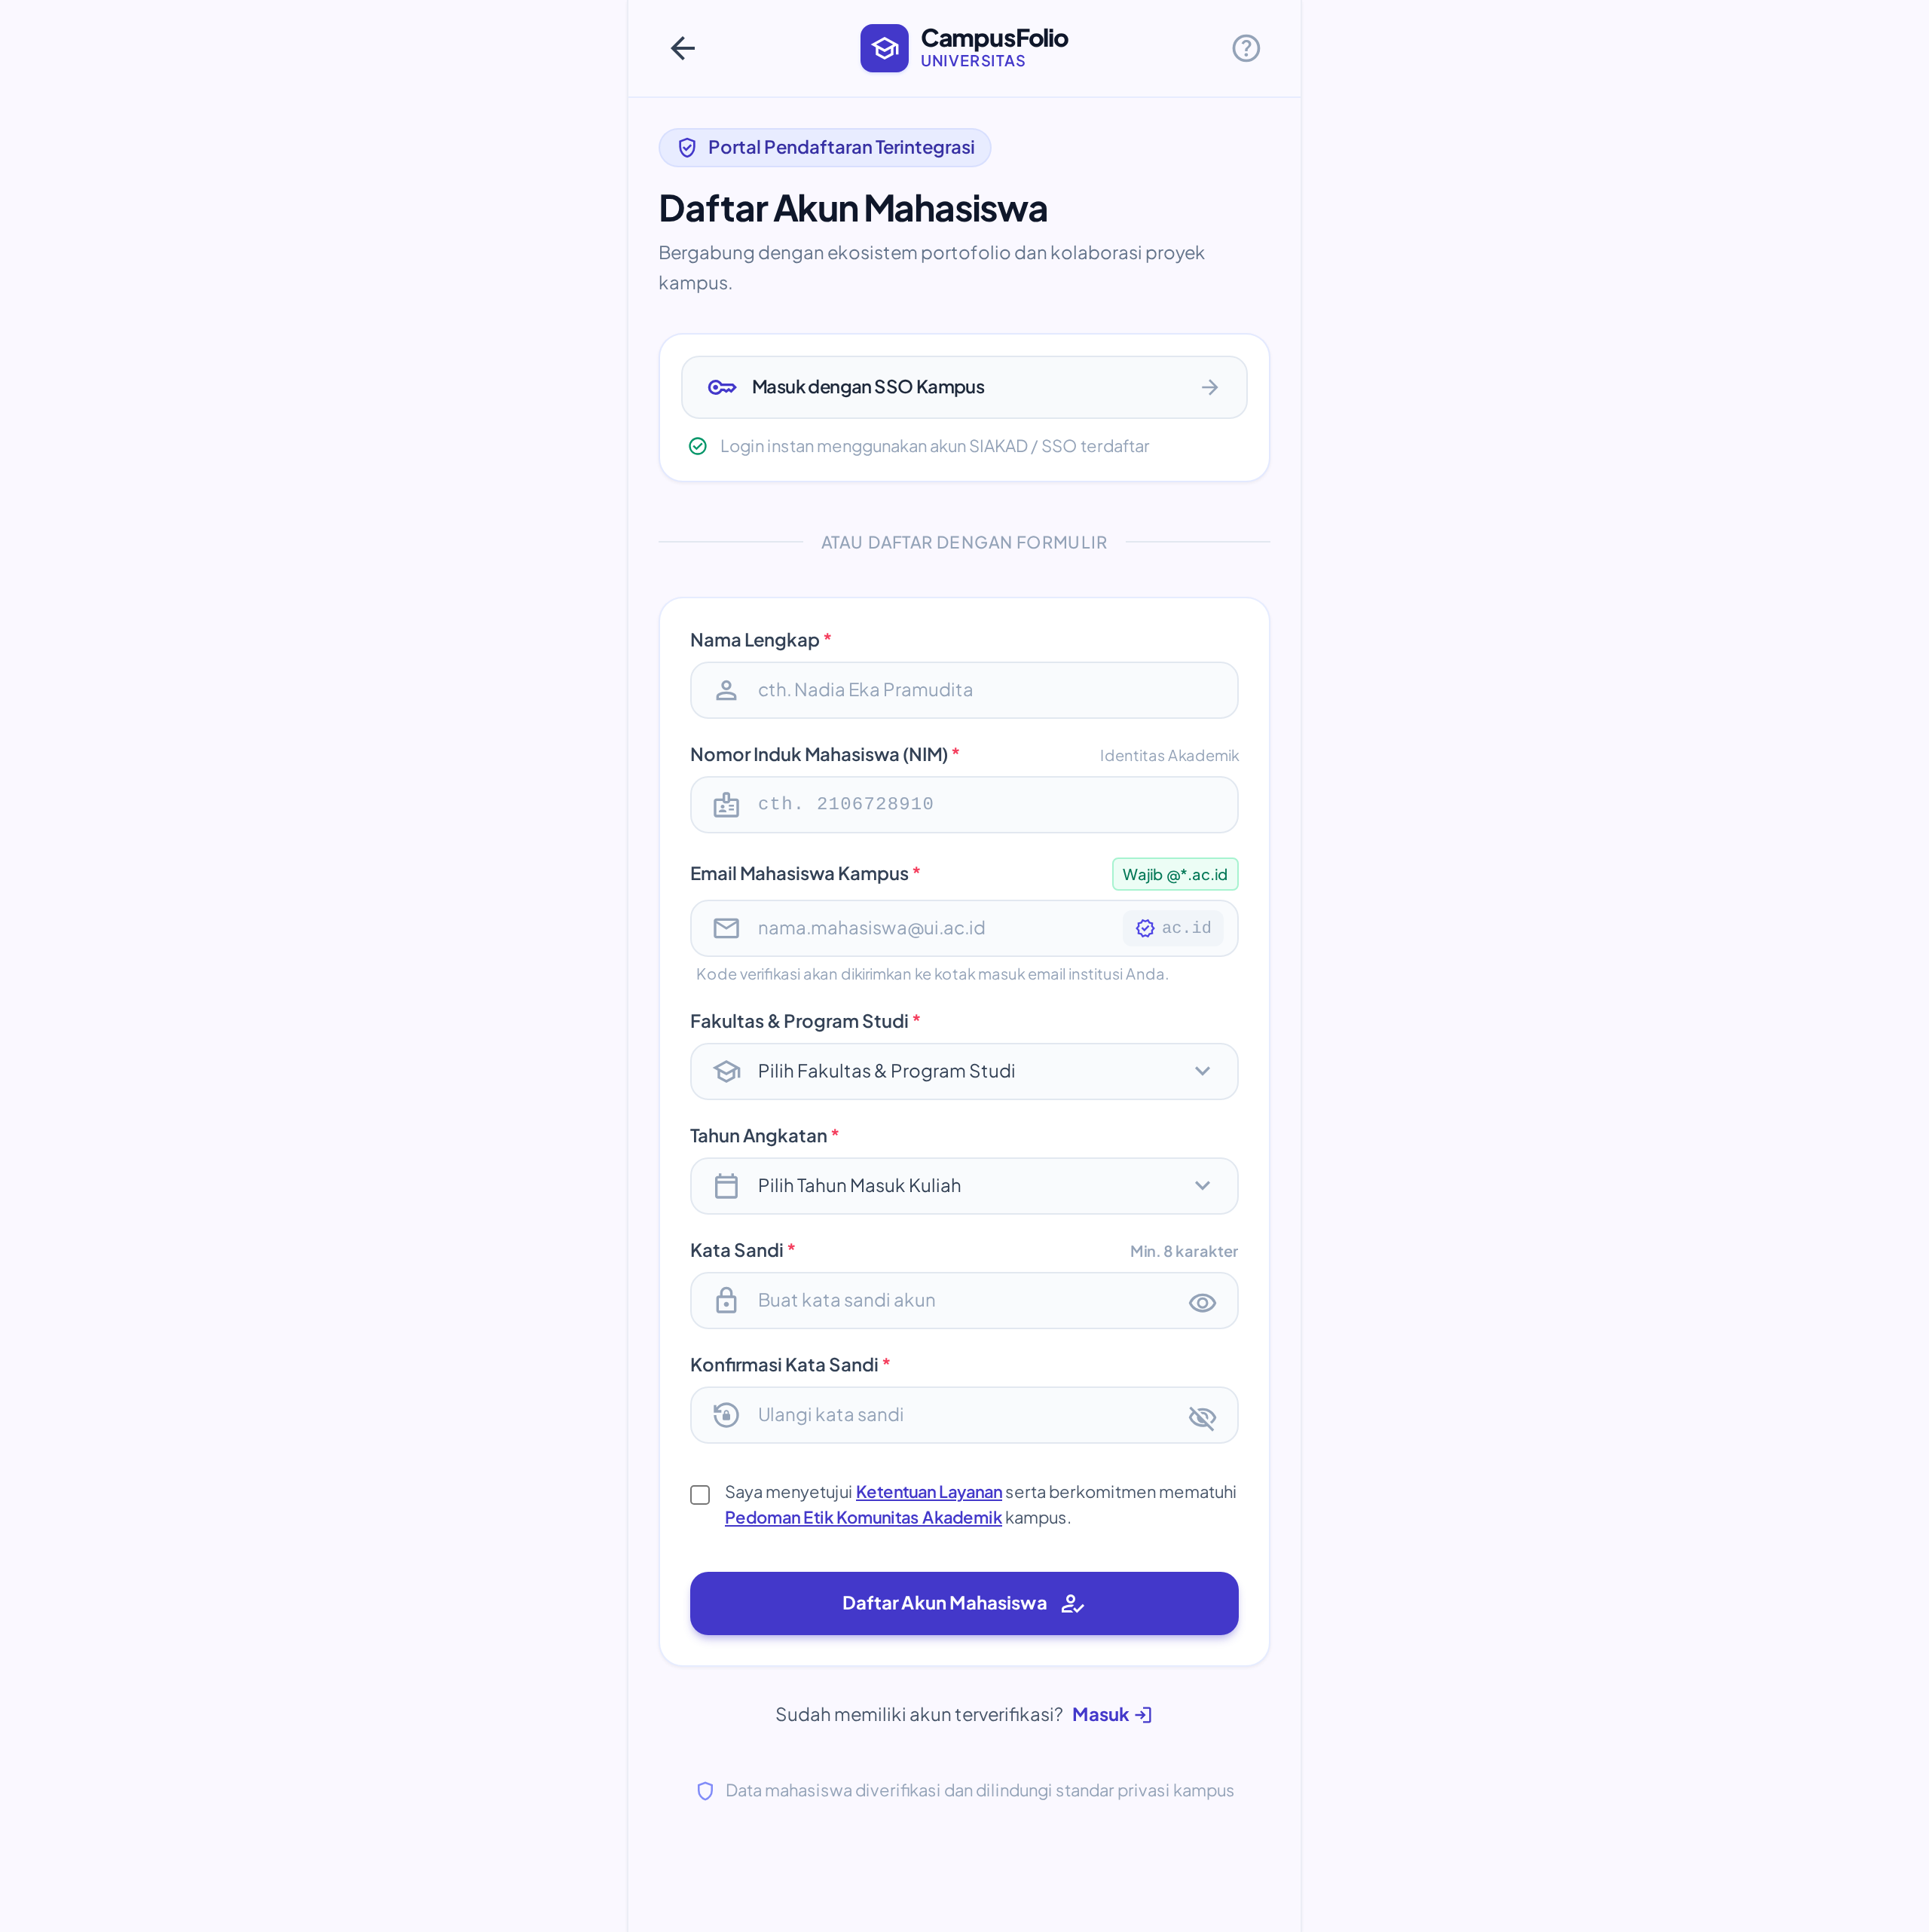 CampusFolio
UNIVERSITAS
Portal Pendaftaran Terintegrasi
Daftar Akun Mahasiswa
Bergabung dengan ekosistem portofolio dan kolaborasi proyek
kampus.
Masuk dengan SSO Kampus
Login instan menggunakan akun SIAKAD / SSO terdaftar
ATAU DAFTAR DENGAN FORMULIR
Nama Lengkap *
cth. Nadia Eka Pramudita
Nomor Induk Mahasiswa (NIM) * Identitas Akademik
cth. 2106728910
Email Mahasiswa Kampus * Wajib @*.ac.id
nama.mahasiswa@ui.ac.id ac.id
Kode verifikasi akan dikirimkan ke kotak masuk email institusi Anda.
Fakultas & Program Studi *
Pilih Fakultas & Program Studi
Tahun Angkatan *
Pilih Tahun Masuk Kuliah
Kata Sandi * Min. 8 karakter
Buat kata sandi akun
Konfirmasi Kata Sandi *
Ulangi kata sandi
Saya menyetujui Ketentuan Layanan serta berkomitmen mematuhi
Pedoman Etik Komunitas Akademik kampus.
Daftar Akun Mahasiswa
Sudah memiliki akun terverifikasi? Masuk
Data mahasiswa diverifikasi dan dilindungi standar privasi kampus